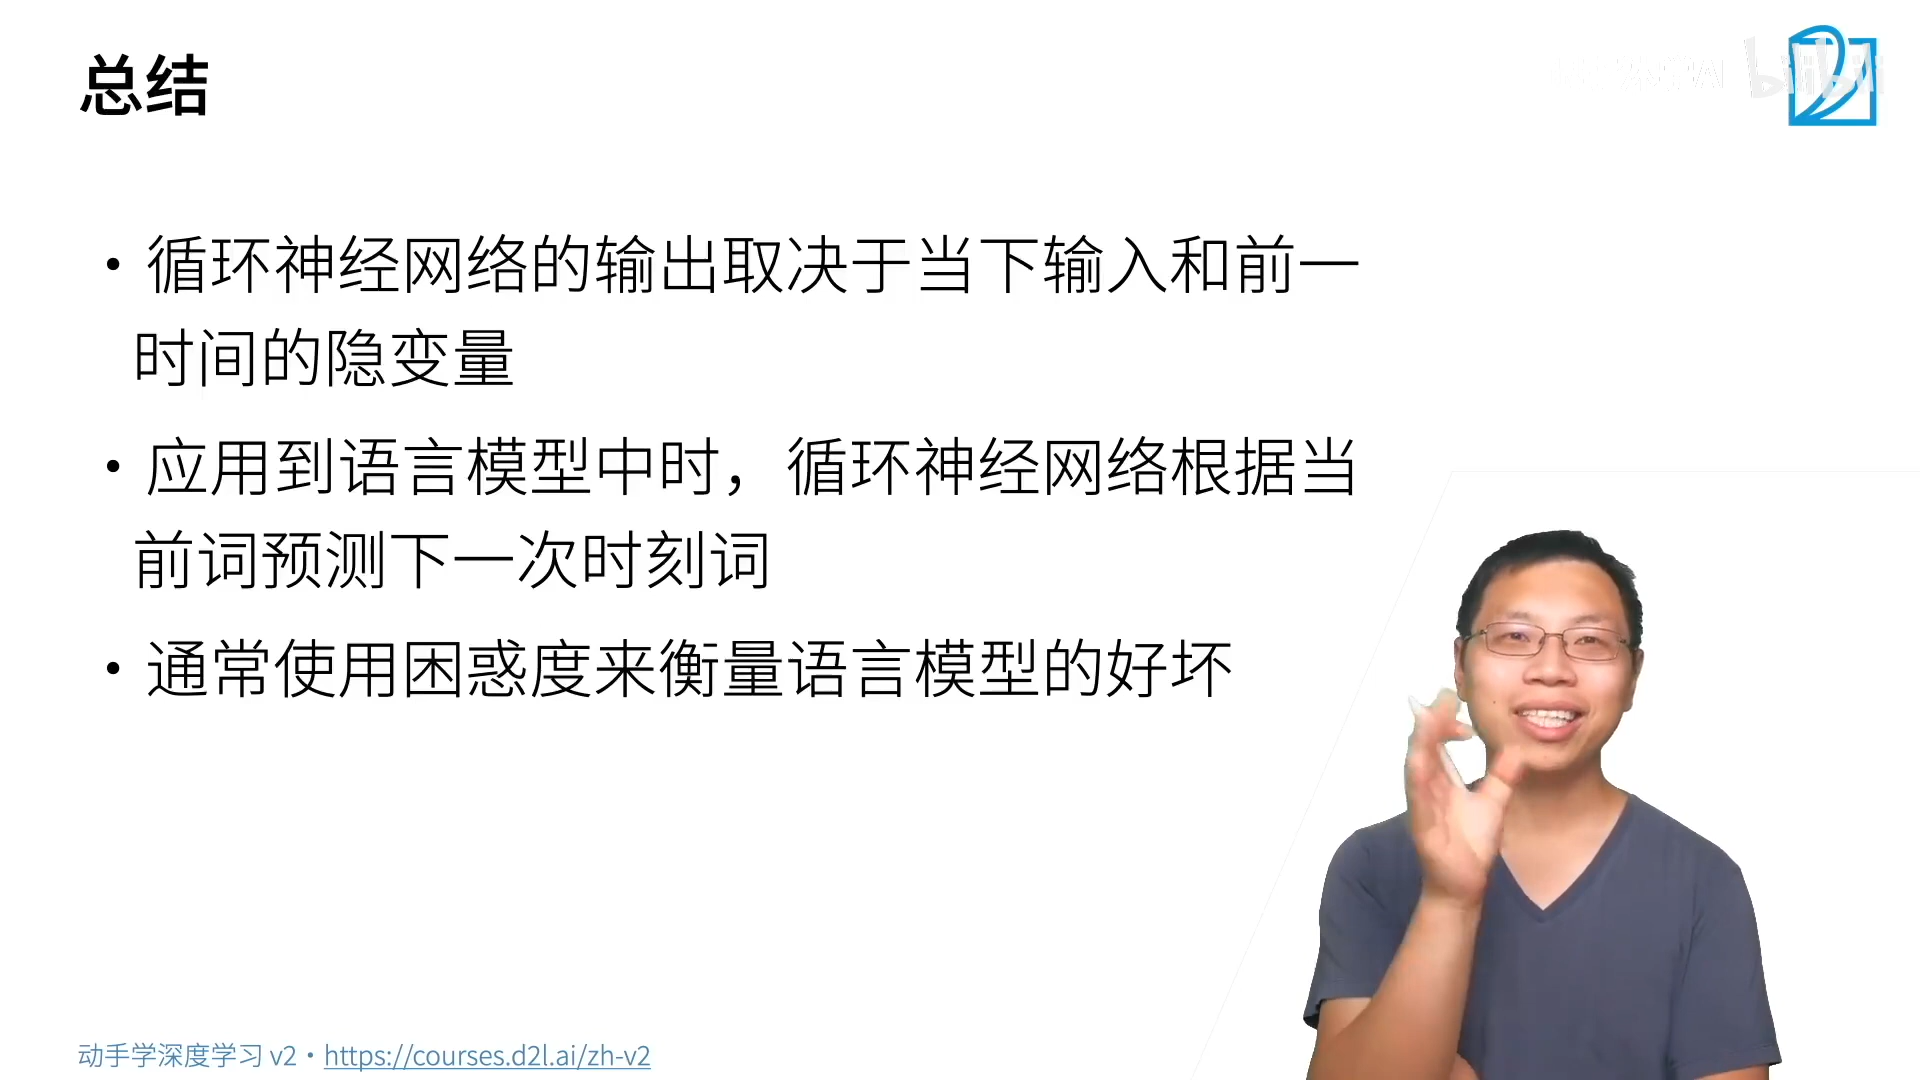 总结
• 循环神经网络的输出取决于当下输入和前一
时间的隐变量
• 应用到语言模型中时，循环神经网络根据当
前词预测下一次时刻词
• 通常使用困惑度来衡量语言模型的好坏
动手学深度学习 v2 • https://courses.d2l.ai/zh-v2
bilibili